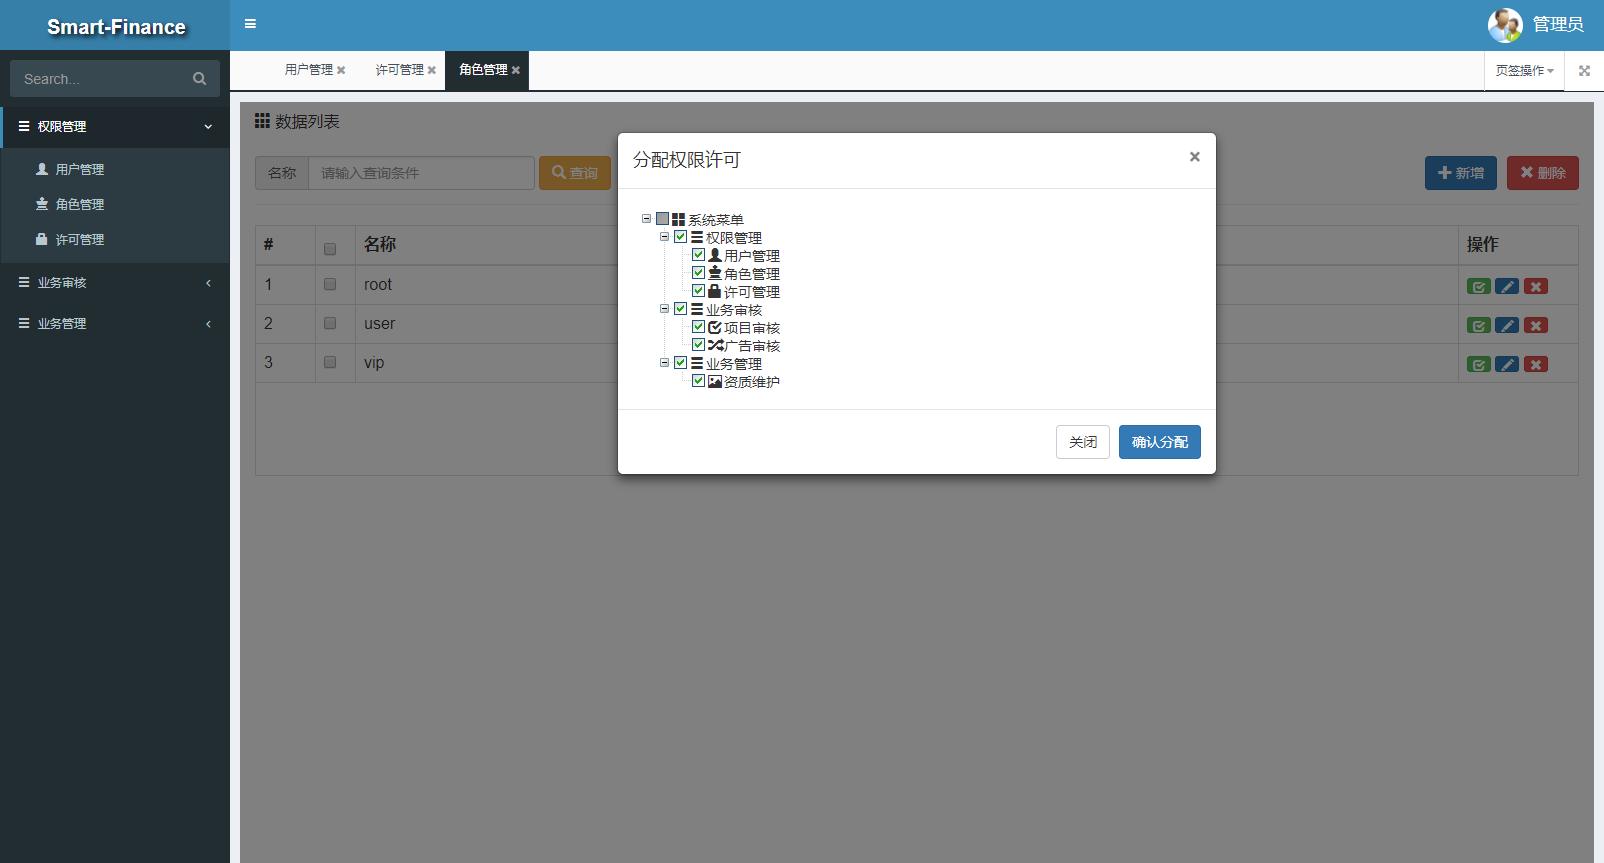 Smart-Finance
管理员
Search...
用户管理
许可管理
角色管理
页签操作
权限管理
用户管理
角色管理
许可管理
业务审核
业务管理
数据列表
名称 请输入查询条件 查询
新增 删除
# 名称 操作
1 root
2 user
3 vip
分配权限许可
系统菜单
权限管理
用户管理
角色管理
许可管理
业务审核
项目审核
广告审核
业务管理
资质维护
关闭 确认分配